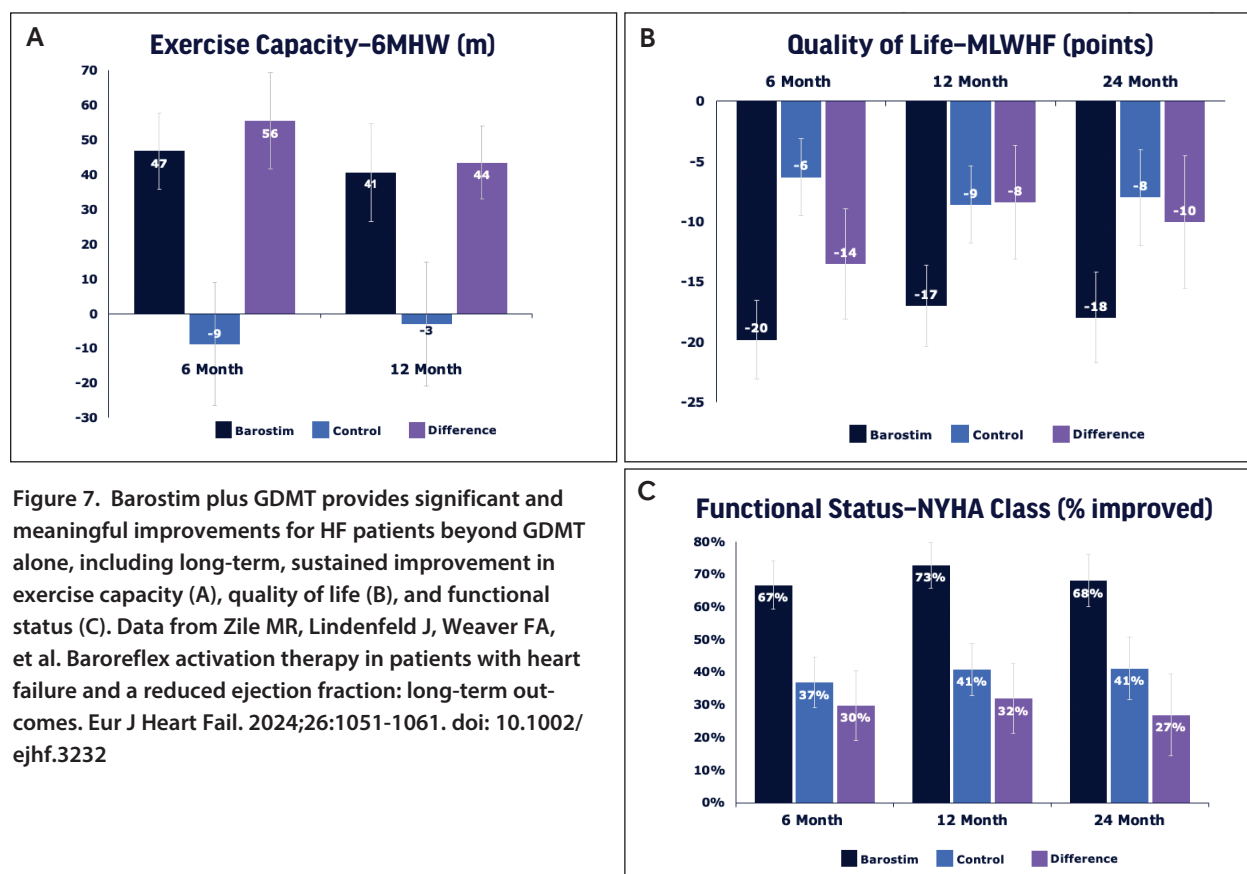 A
Exercise Capacity–6MHW (m)
70
60
50
40
30
20
10
0
-10
-20
-30
47
-9
56
41
-3
44
6 Month
12 Month
Barostim
Control
Difference
B
Quality of Life–MLWHF (points)
6 Month
12 Month
24 Month
0
-5
-10
-15
-20
-25
-20
-6
-14
-17
-9
-8
-18
-8
-10
Barostim
Control
Difference
Figure 7. Barostim plus GDMT provides significant and
meaningful improvements for HF patients beyond GDMT
alone, including long-term, sustained improvement in
exercise capacity (A), quality of life (B), and functional
status (C). Data from Zile MR, Lindenfeld J, Weaver FA,
et al. Baroreflex activation therapy in patients with heart
failure and a reduced ejection fraction: long-term out-
comes. Eur J Heart Fail. 2024;26:1051-1061. doi: 10.1002/
ejhf.3232
C
Functional Status–NYHA Class (% improved)
80%
70%
60%
50%
40%
30%
20%
10%
0%
67%
37%
30%
73%
41%
32%
68%
41%
27%
6 Month
12 Month
24 Month
Barostim
Control
Difference